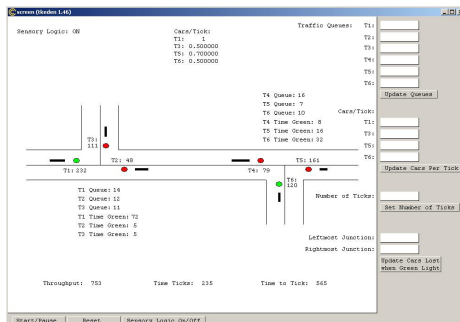 screen (tkeden 1.46)
Sensory Logic: ON
Cars/Tick:
T1: 1
T3: 0.500000
T5: 0.700000
T6: 0.500000
Traffic Queues: T1:
T2:
T3:
T4:
T5:
T6:
Update Queues
T4 Queue: 16
T5 Queue: 7
T6 Queue: 10
T4 Time Green: 8
T5 Time Green: 16
T6 Time Green: 32
Cars/Tick:
T1:
T3:
T5:
T6:
Update Cars Per Tick
T3:
111
T1: 232
T2: 48
T4: 79
T5: 161
T6:
120
T1 Queue: 14
T2 Queue: 12
T3 Queue: 11
T1 Time Green: 72
T2 Time Green: 5
T3 Time Green: 5
Number of Ticks:
Set Number of Ticks
Leftmost Junction:
Rightmost Junction:
Update Cars Lost
when Green Light
Throughput: 753
Time Ticks: 235
Time to Tick: 565
Start/Pause
Reset
Sensory Logic On/Off